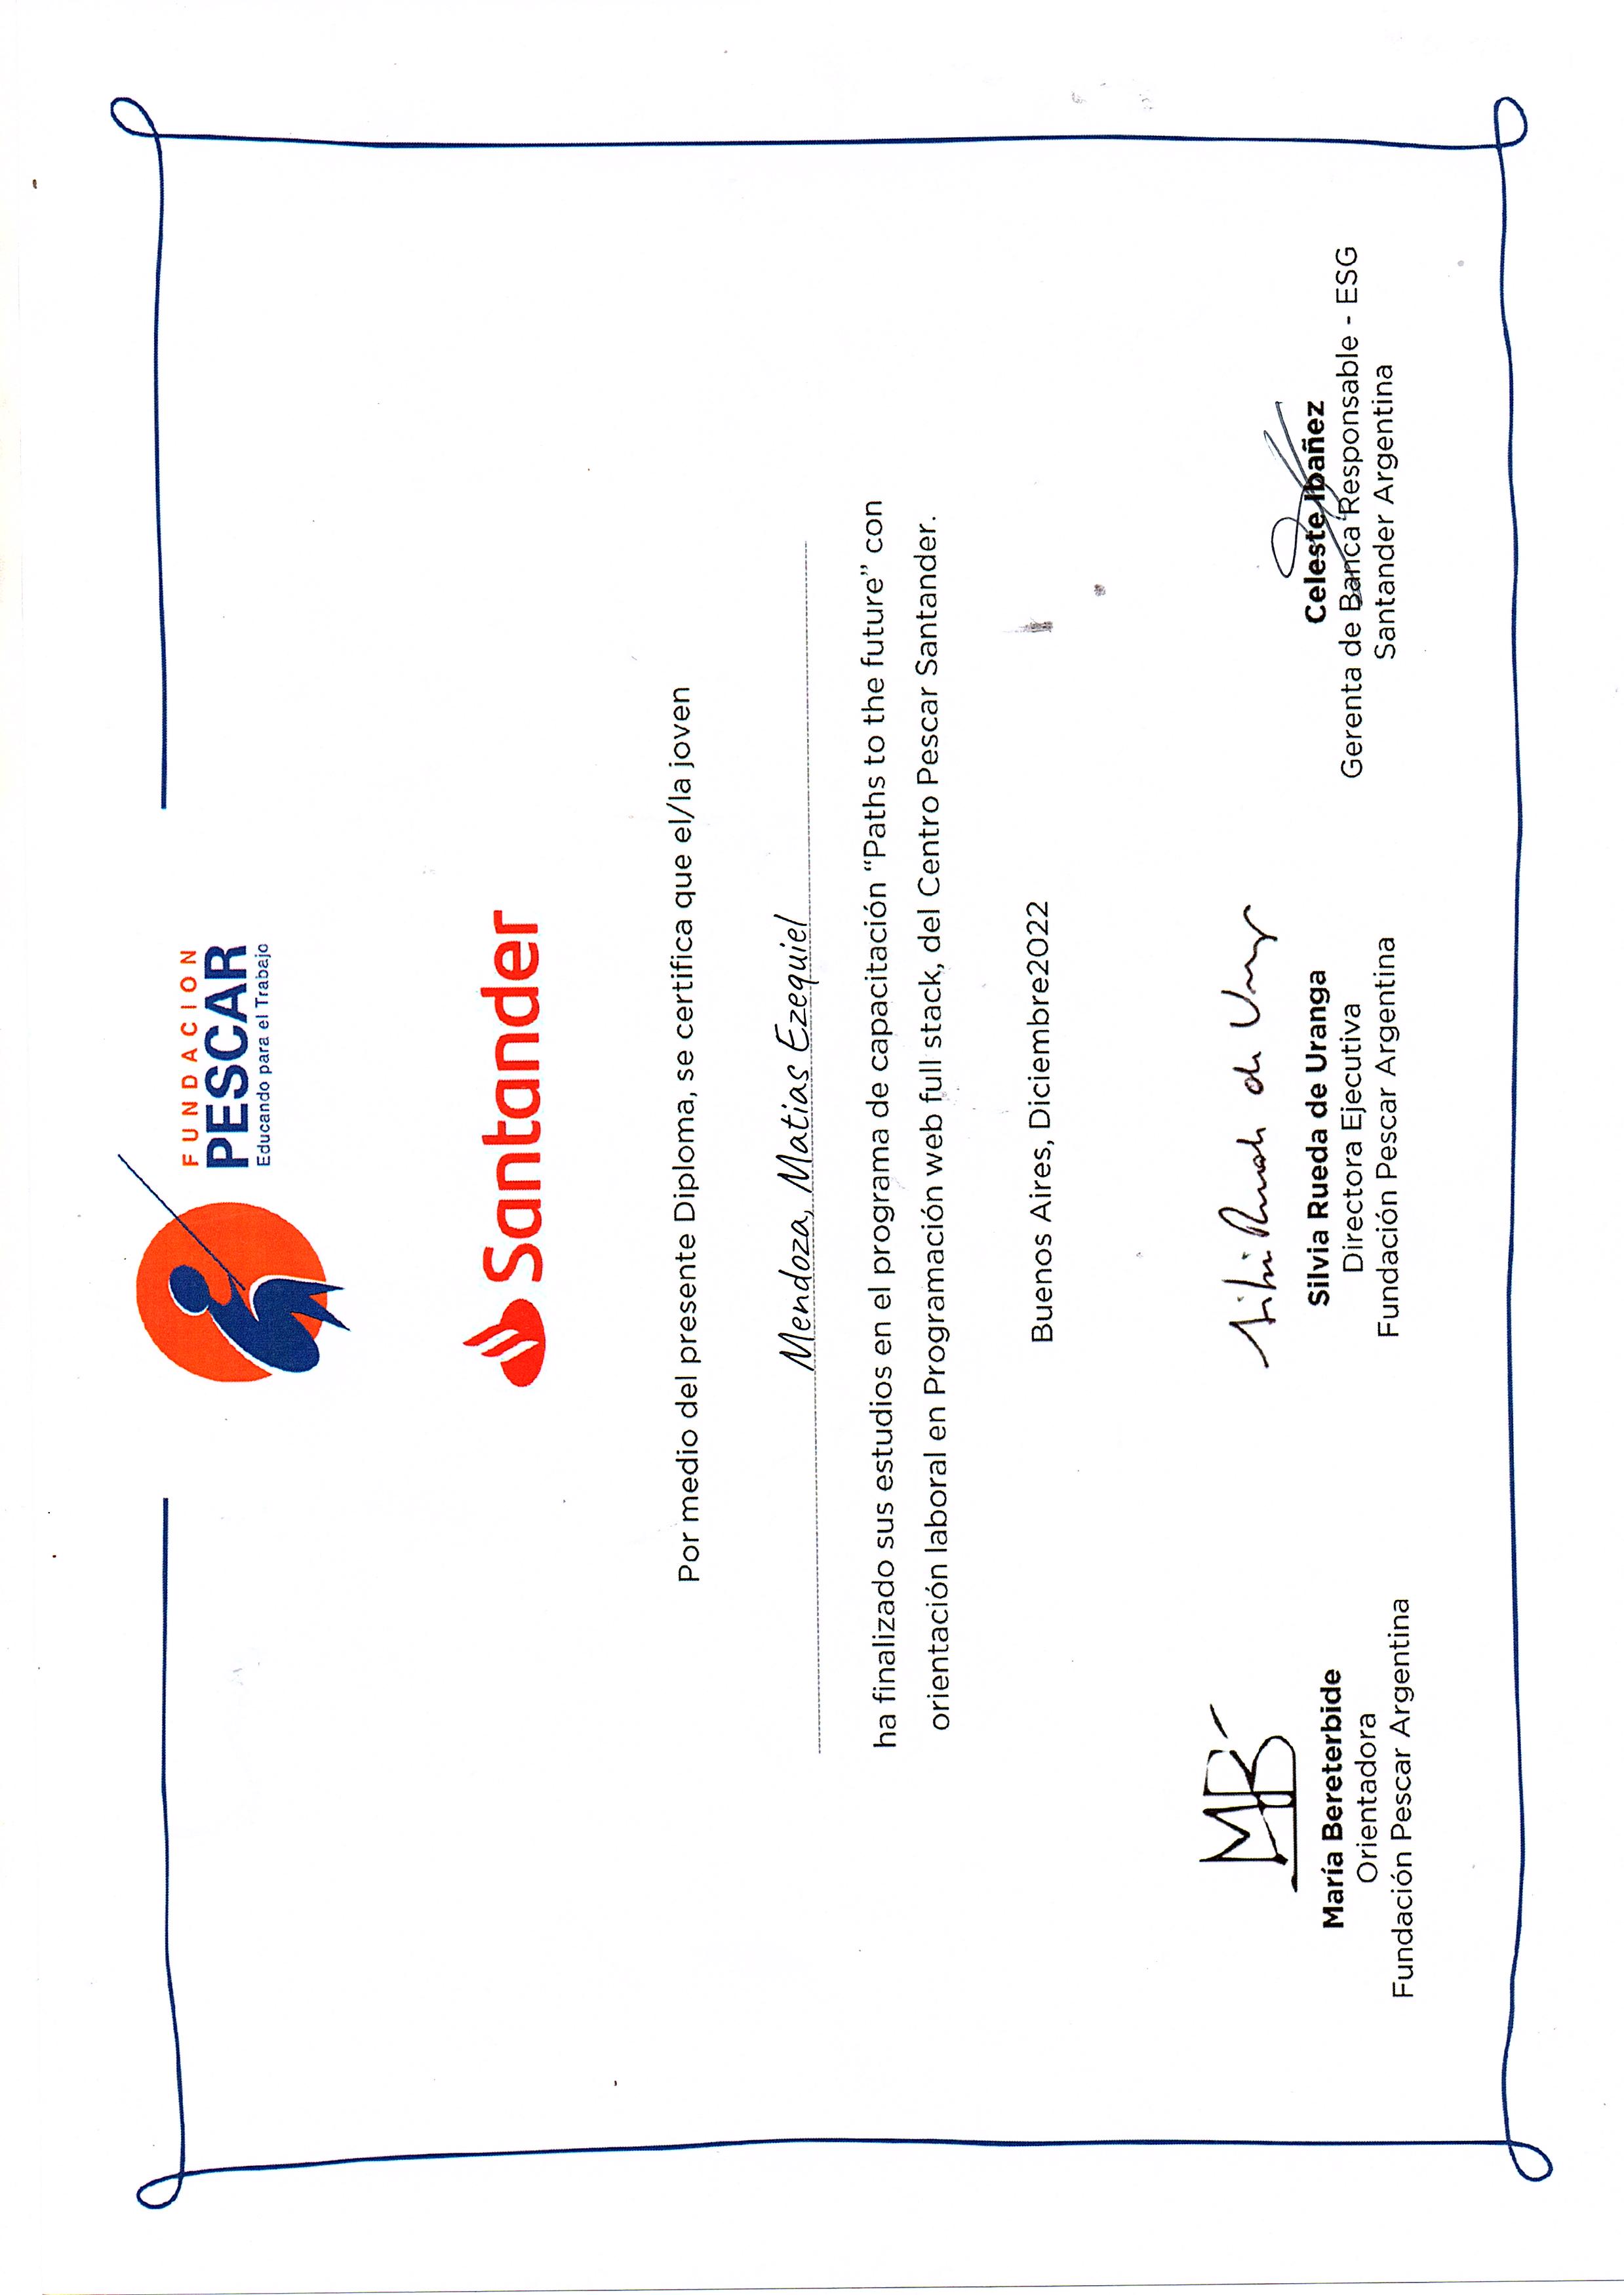 FUNDACION
PESCAR
Educando para el Trabajo
Santander
Por medio del presente Diploma, se certifica que el/la joven
Mendoza, Matias Ezequiel
ha finalizado sus estudios en el programa de capacitación “Paths to the future” con
orientación laboral en Programación web full stack, del Centro Pescar Santander.
Buenos Aires, Diciembre2022
MB
Silvia Rueda de Uranga
María Bereterbide
Orientadora
Fundación Pescar Argentina
Silvia Rueda de Uranga
Directora Ejecutiva
Fundación Pescar Argentina
Celeste Ibañez
Gerenta de Banca Responsable - ESG
Santander Argentina